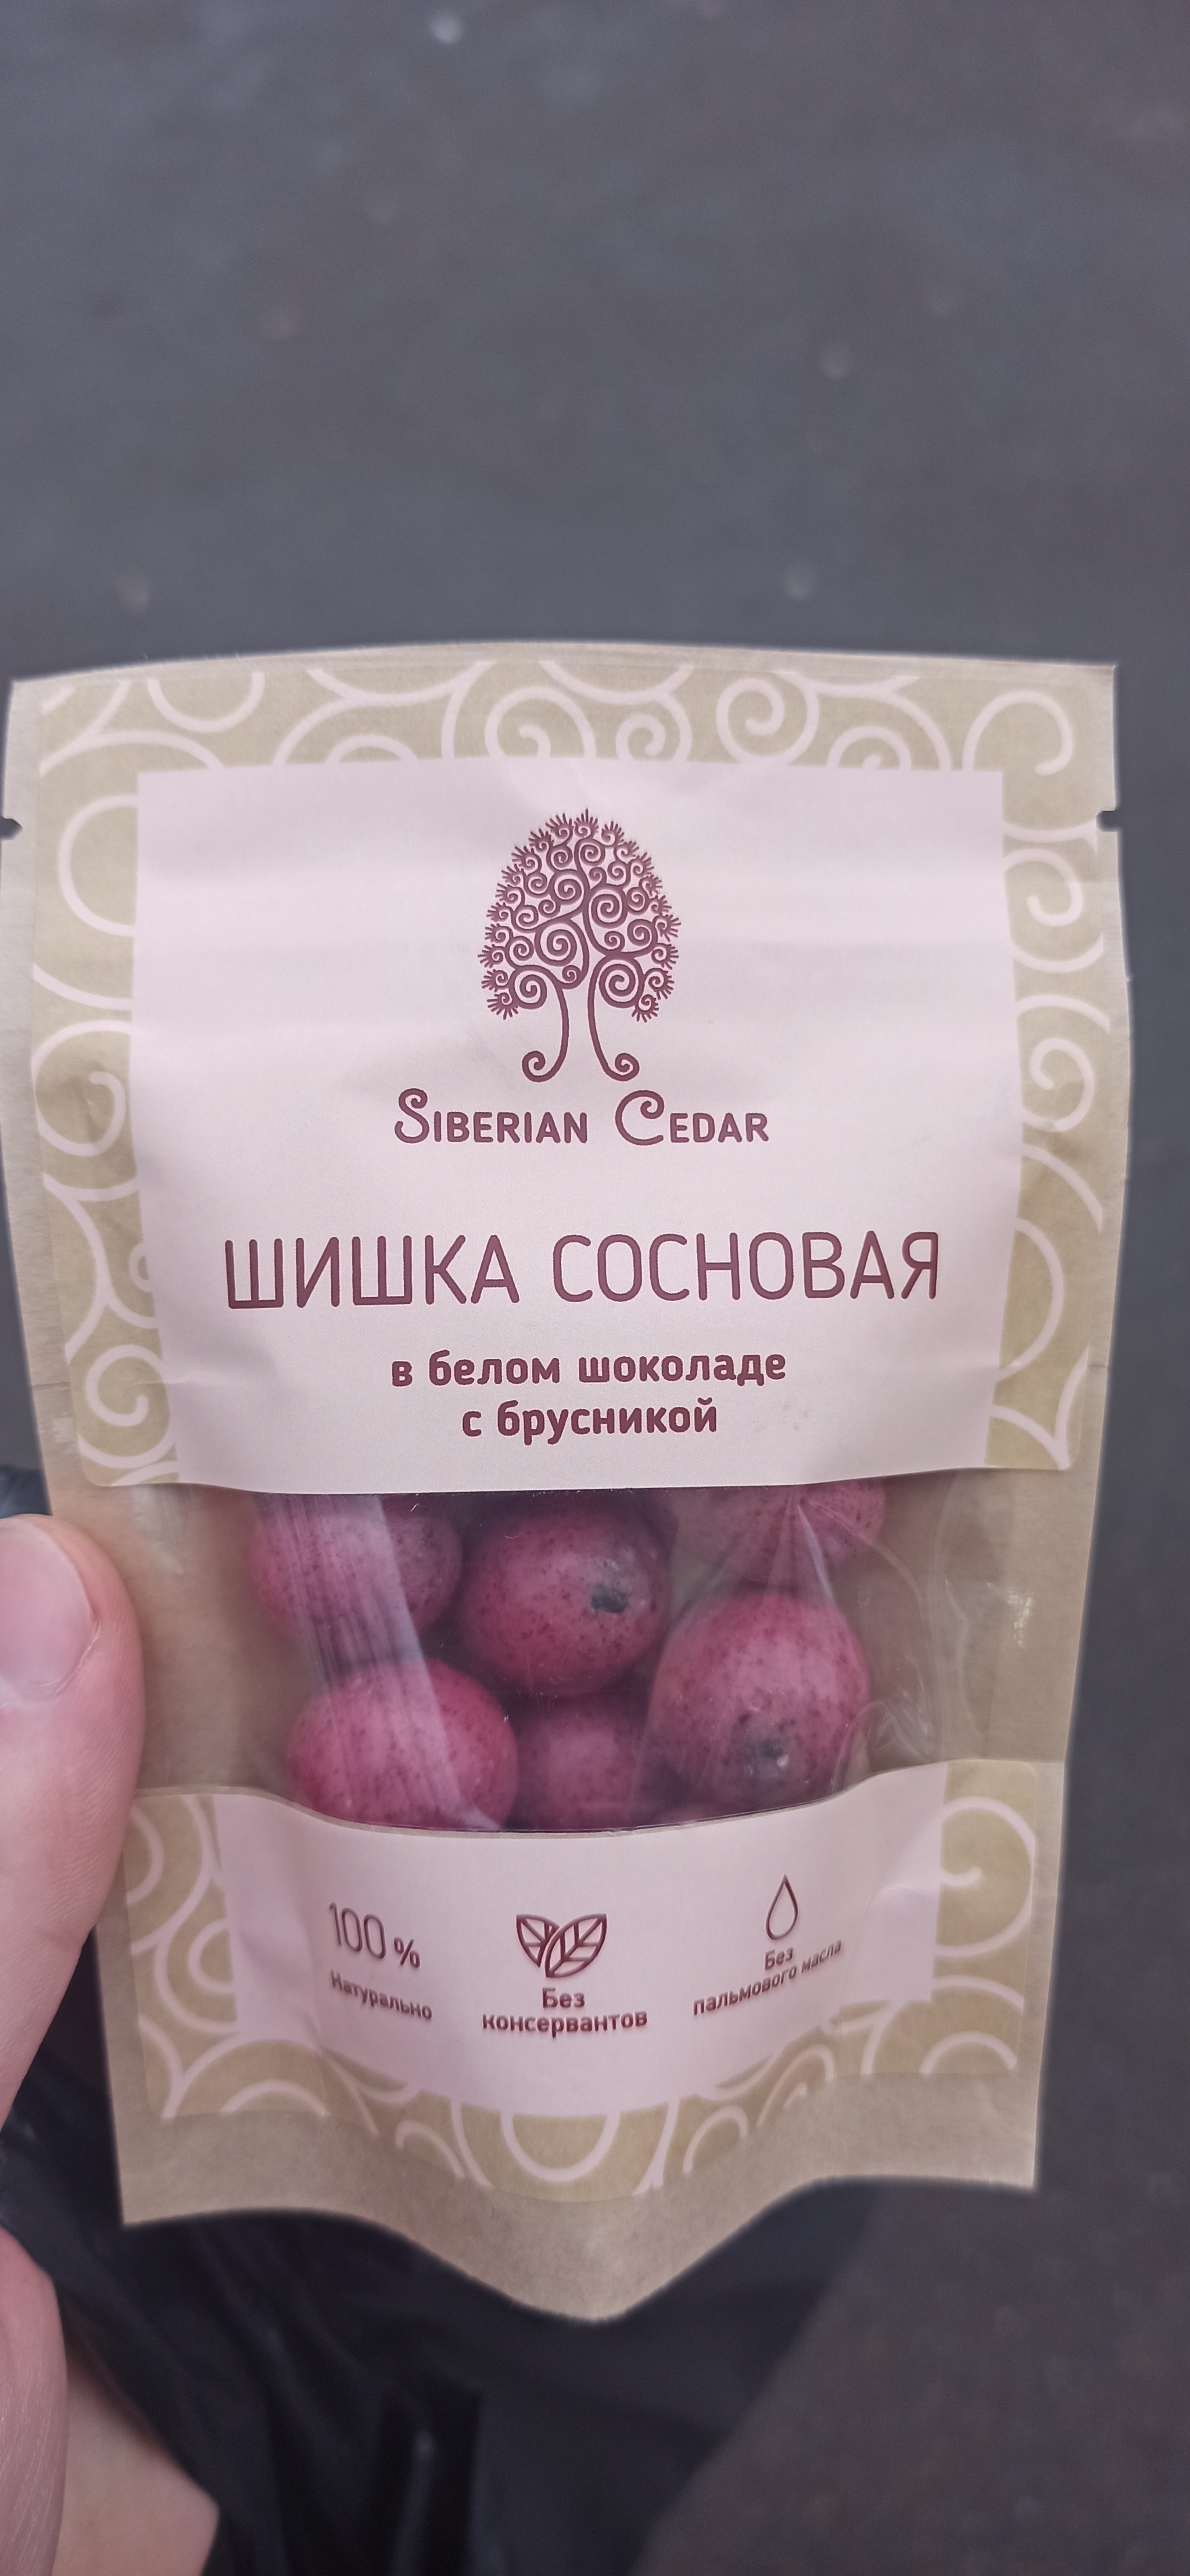 SIBERIAN CEDAR
ШИШКА СОСНОВАЯ
в белом шоколаде
с брусникой
100%
Натурально
Без
консервантов
Без
пальмового масла